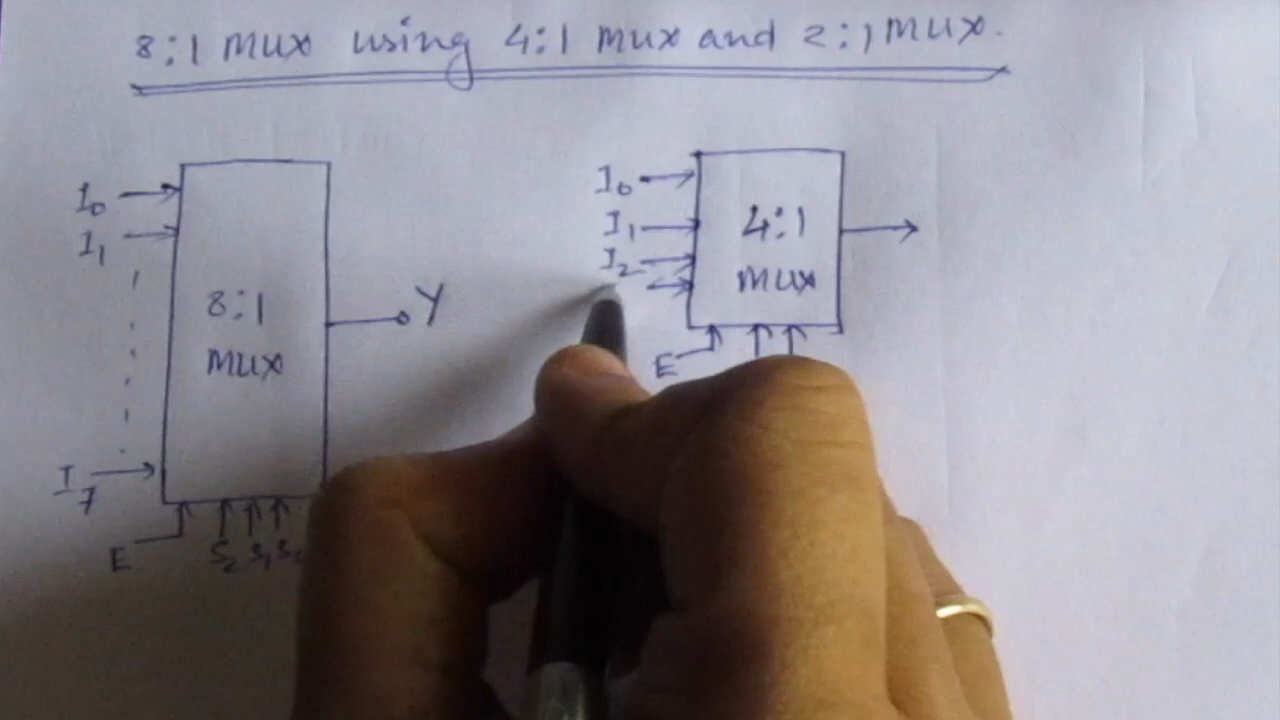 8:1 mux using 4:1 mux and 2:1 mux.
I0
I1
8:1
mux
Y
I7
E
S2 S1 S0
I0
I1
I2
4:1
mux
E